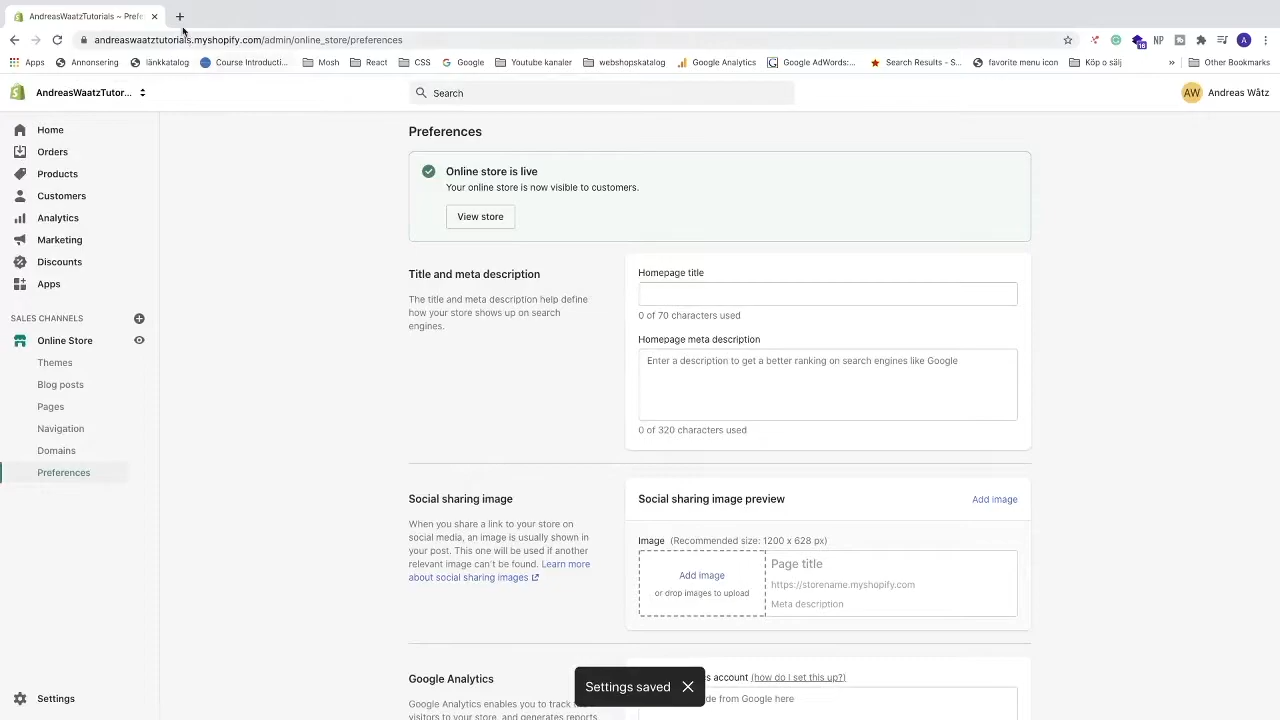 AndreasWaatzTutorials ~ Prefe
andreaswaatztutorials.myshopify.com/admin/online_store/preferences
16
NP
A
Apps
Annonsering
länkkatalog
Course Introducti...
Mosh
React
CSS
Google
Youtube kanaler
webshopskatalog
Google Analytics
Google AdWords:...
Search Results - S...
favorite menu icon
Köp o sälj
»
Other Bookmarks
AndreasWaatzTutor...
Search
AW
Andreas Wåtz
Home
Orders
Products
Customers
Analytics
Marketing
Discounts
Apps
SALES CHANNELS
Online Store
Themes
Blog posts
Pages
Navigation
Domains
Preferences
Settings
Preferences
Online store is live
Your online store is now visible to customers.
View store
Title and meta description
The title and meta description help define
how your store shows up on search
engines.
Homepage title
0 of 70 characters used
Homepage meta description
Enter a description to get a better ranking on search engines like Google
0 of 320 characters used
Social sharing image
When you share a link to your store on
social media, an image is usually shown in
your post. This one will be used if another
relevant image can't be found. Learn more
about social sharing images
Social sharing image preview
Add image
Image (Recommended size: 1200 x 628 px)
Add image
or drop images to upload
Page title
https://storename.myshopify.com
Meta description
Google Analytics
Google Analytics enables you to track
visitors to your store, and generates reports
account (how do I set this up?)
from Google here
Settings saved